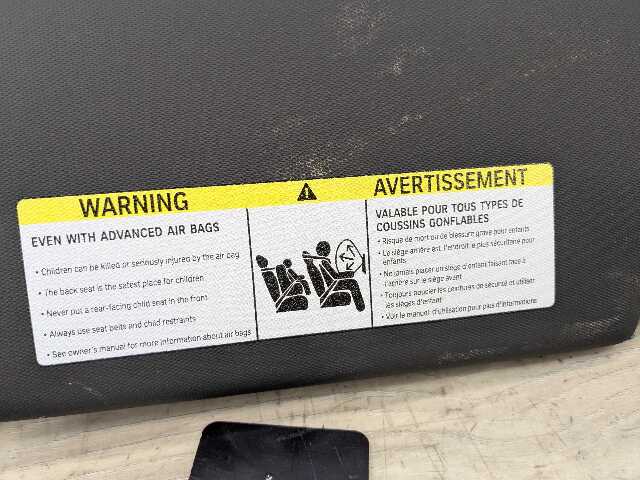 WARNING
EVEN WITH ADVANCED AIR BAGS
• Children can be killed or seriously injured by the air bag
• The back seat is the safest place for children
• Never put a rear-facing child seat in the front
• Always use seat belts and child restraints
• See owner's manual for more information about air bags
AVERTISSEMENT
VALABLE POUR TOUS TYPES DE
COUSSINS GONFLABLES
• Risque de mort ou de blessure grave pour enfants
• Le siège arrière est l'endroit le plus sécuritaire pour
enfants
• Ne jamais placer un siège d'enfant faisant face à
l'arrière sur le siège avant
• Toujours boucler les ceintures de sécurité et utiliser
les sièges d'enfant
• Voir le manuel d'utilisation pour plus d'informations